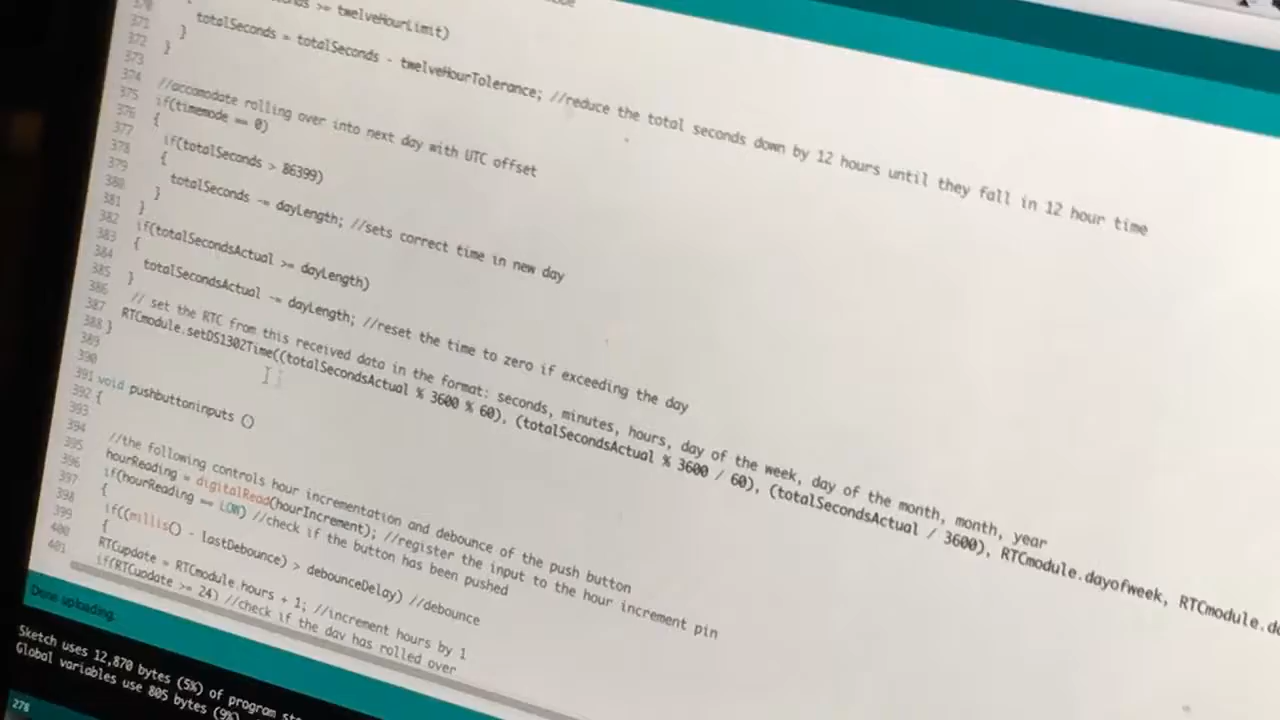 370
>= twelveHourLimit)
371 {
372 totalSeconds = totalSeconds - twelveHourTolerance; //reduce the total seconds down by 12 hours until they fall in 12 hour time
373 }
374 }
375 //accomodate rolling over into next day with UTC offset
376 if(timemode == 0)
377 {
378 if(totalSeconds > 86399)
379 {
380 totalSeconds -= dayLength; //sets correct time in new day
381 }
382 }
383 if(totalSecondsActual >= dayLength)
384 {
385 totalSecondsActual -= dayLength; //reset the time to zero if exceeding the day
386 }
387 // set the RTC from this received data in the format: seconds, minutes, hours, day of the week, day of the month, month, year
388 RTCmodule.setDS1302Time((totalSecondsActual % 3600 % 60), (totalSecondsActual % 3600 / 60), (totalSecondsActual / 3600), RTCmodule.dayofweek, RTCmodule.da
389 }
390
391 void pushbuttoninputs ()
392 {
393
394 //the following controls hour incrementation and debounce of the push button
395 hourReading = digitalRead(hourIncrement); //register the input to the hour increment pin
396 if(hourReading == LOW) //check if the button has been pushed
397 {
398 if((millis() - lastDebounce) > debounceDelay) //debounce
399 {
400 RTCupdate = RTCmodule.hours + 1; //increment hours by 1
401 if(RTCupdate >= 24) //check if the day has rolled over
Done uploading.
Sketch uses 12,870 bytes (5%) of program
Global variables use 805 bytes (9%)
278